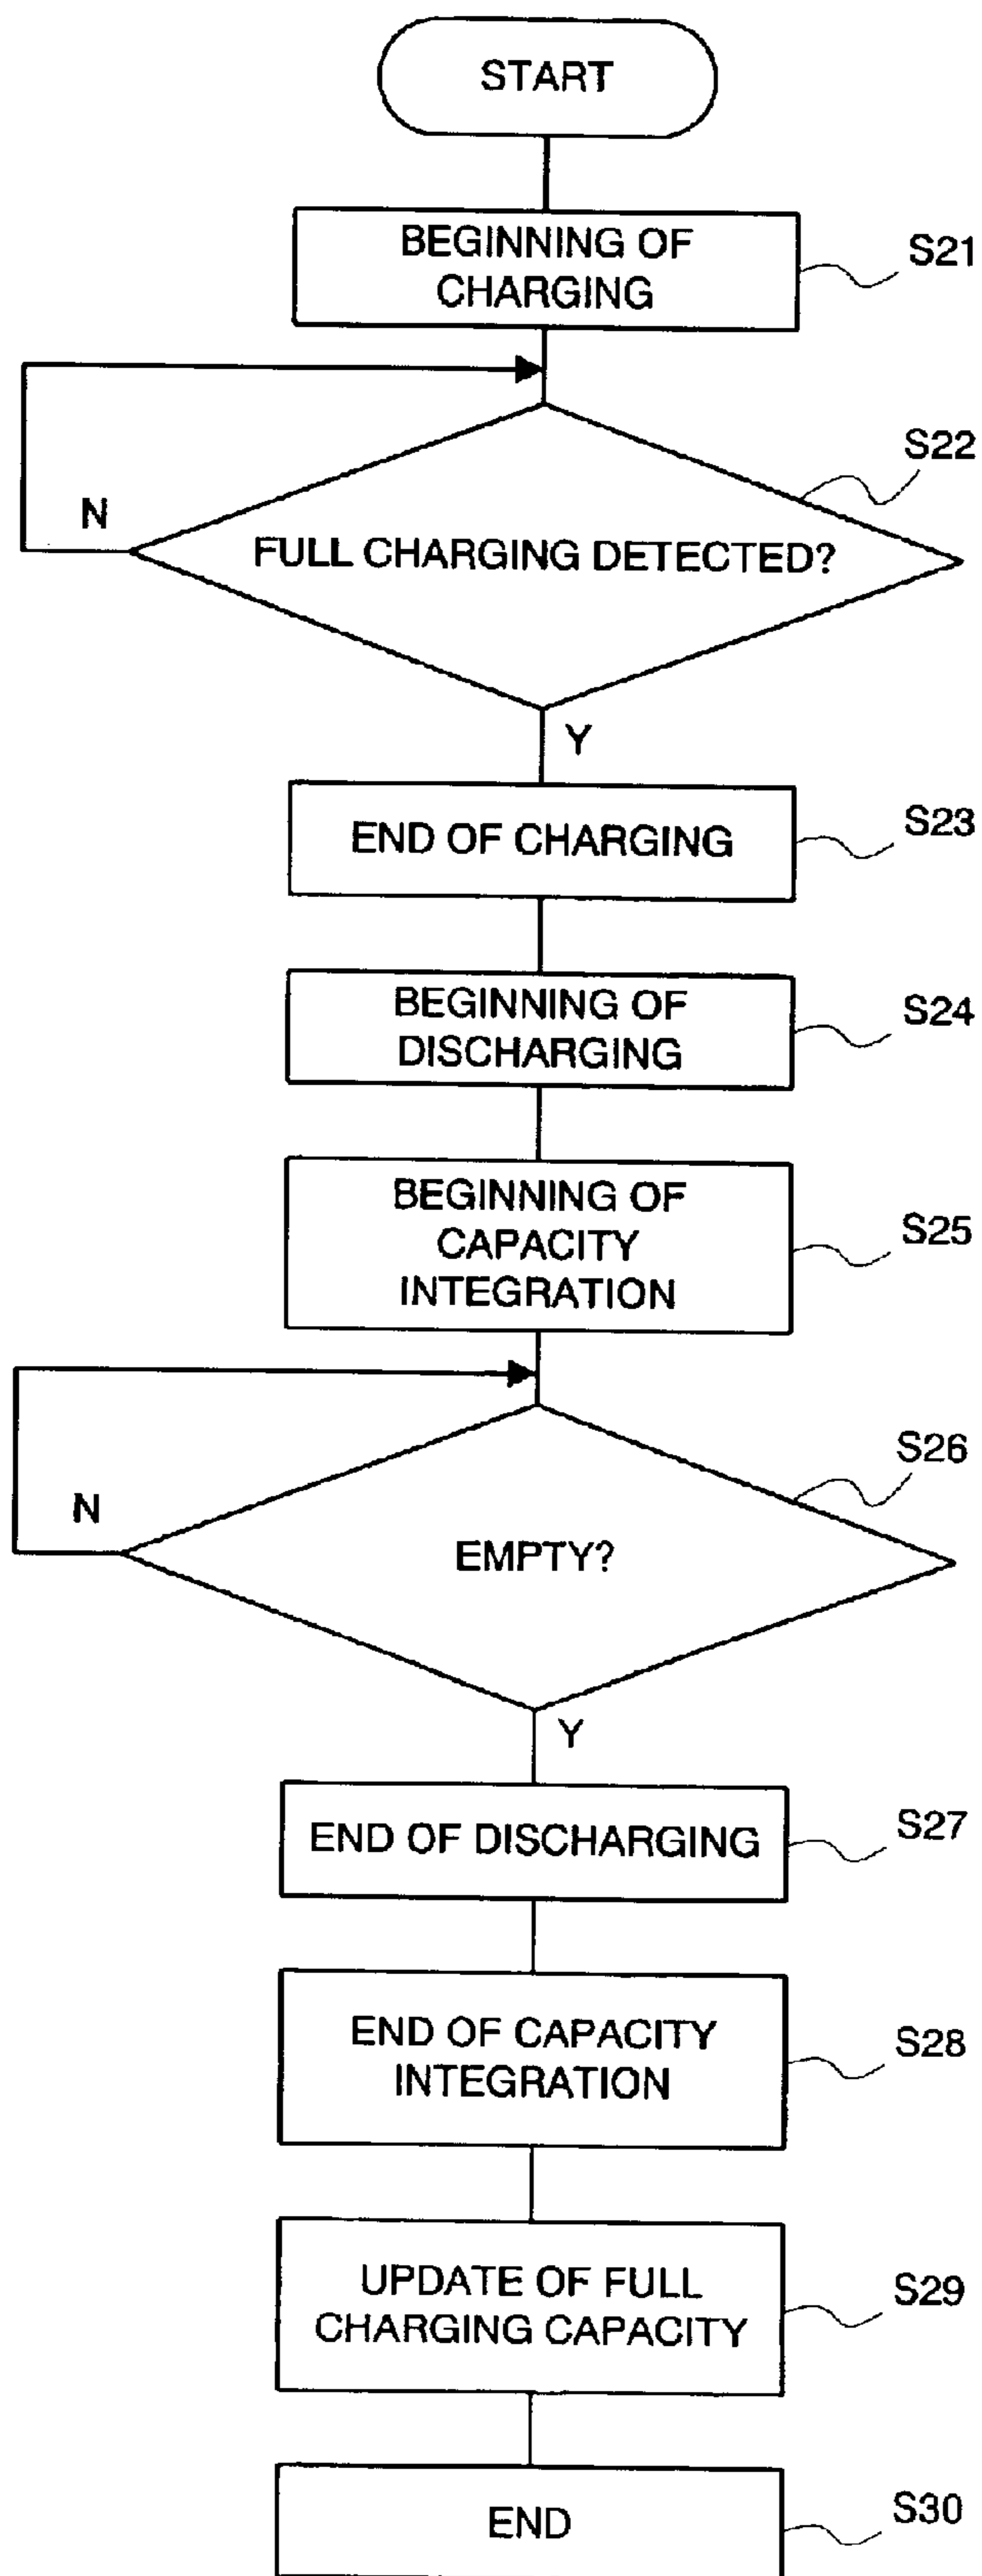 START
BEGINNING OF
CHARGING
S21
S22
N
FULL CHARGING DETECTED?
Y
END OF CHARGING
S23
BEGINNING OF
DISCHARGING
S24
BEGINNING OF
CAPACITY
INTEGRATION
S25
S26
N
EMPTY?
Y
END OF DISCHARGING
S27
END OF CAPACITY
INTEGRATION
S28
UPDATE OF FULL
CHARGING CAPACITY
S29
END
S30